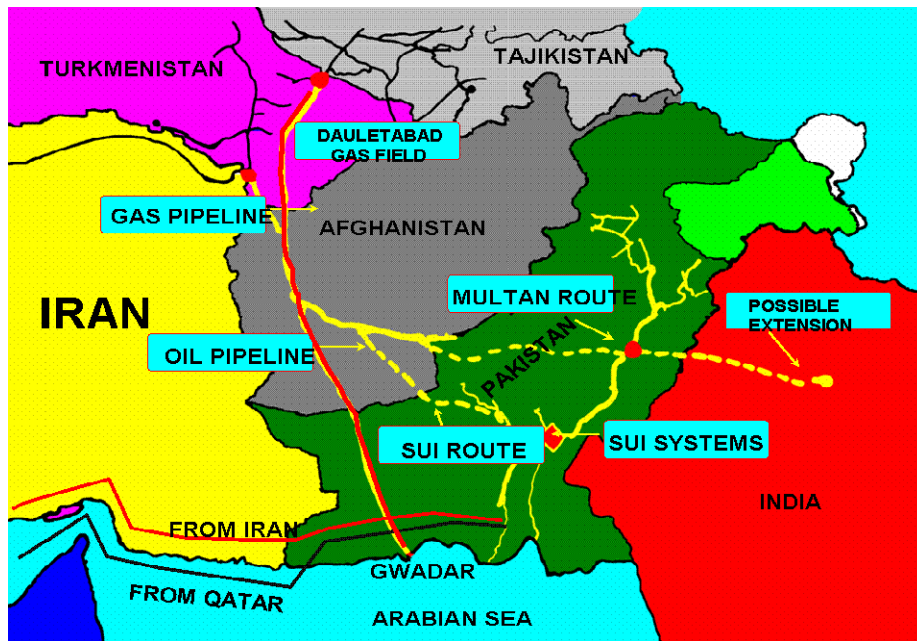 TURKMENISTAN
TAJIKISTAN
DAULETABAD
GAS FIELD
GAS PIPELINE
AFGHANISTAN
IRAN
MULTAN ROUTE
POSSIBLE
EXTENSION
OIL PIPELINE
PAKISTAN
SUI ROUTE
SUI SYSTEMS
INDIA
FROM IRAN
GWADAR
FROM QATAR
ARABIAN SEA